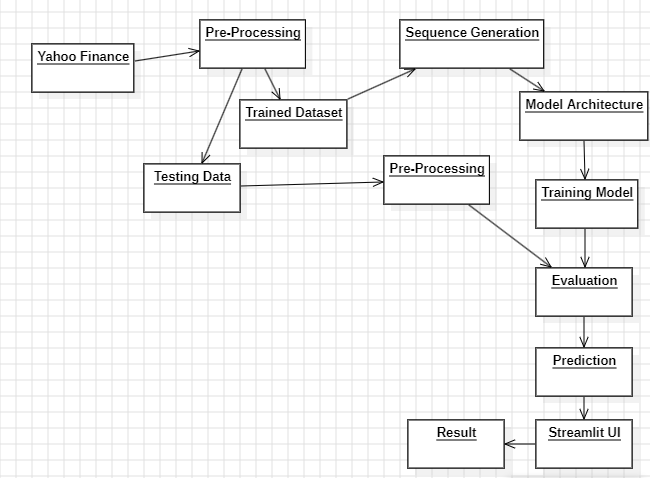 Yahoo Finance
Pre-Processing
Sequence Generation
Trained Dataset
Model Architecture
Testing Data
Pre-Processing
Training Model
Evaluation
Prediction
Streamlit UI
Result